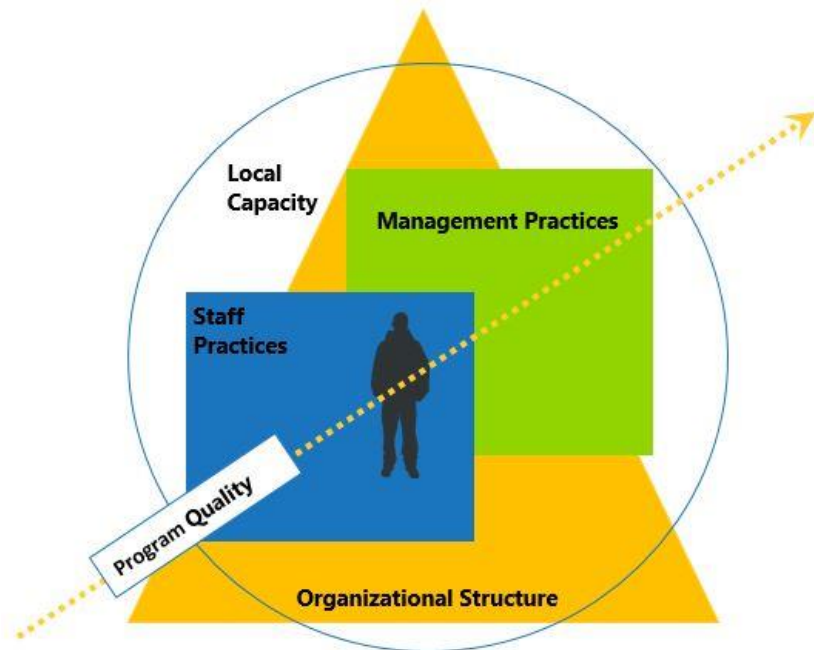 Local
Capacity
Management Practices
Staff
Practices
Program Quality
Organizational Structure